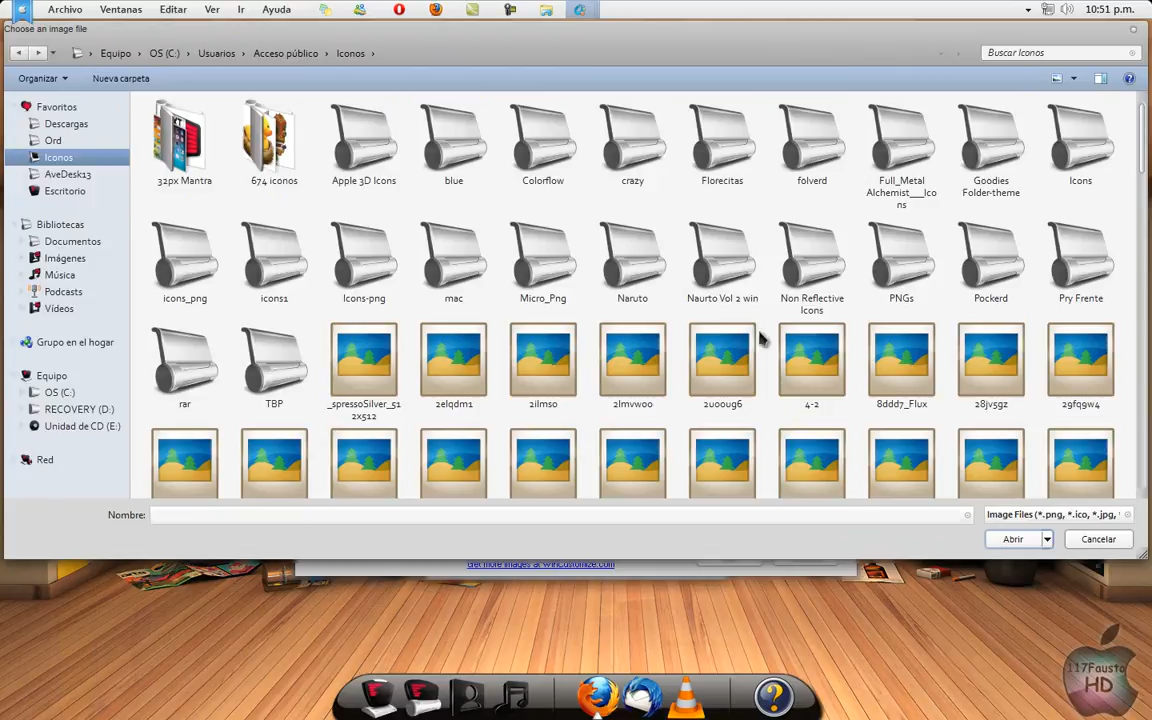 Archivo Ventanas Editar Ver Ir Ayuda 10:51 p.m.
Choose an image file
Equipo OS (C:) Usuarios Acceso público Iconos Buscar Iconos
Organizar Nueva carpeta
Favoritos
Descargas
Ord
Iconos
AveDesk13
Escritorio
Bibliotecas
Documentos
Imágenes
Música
Podcasts
Vídeos
Grupo en el hogar
Equipo
OS (C:)
RECOVERY (D:)
Unidad de CD (E:)
Red
32px Mantra 674 iconos Apple 3D Icons blue Colorflow crazy Florecitas folverd Full_Metal Goodies Icons
Alchemist___Ico Folder-theme
ns
icons_png icons1 Icons-png mac Micro_Png Naruto Naurto Vol 2 win Non Reflective PNGs Pockerd Pry Frente
Icons
rar TBP _spressoSilver_51 2elqdm1 2ilmso 2lmvwoo 2uoou​g6 4-2 8ddd7_Flux 28jv5gz 29fq9w4
2x512
Nombre: Image Files (*.png, *.ico, *.jpg,
Abrir Cancelar
Get more images at WinCustomize.com
117Fausto
HD